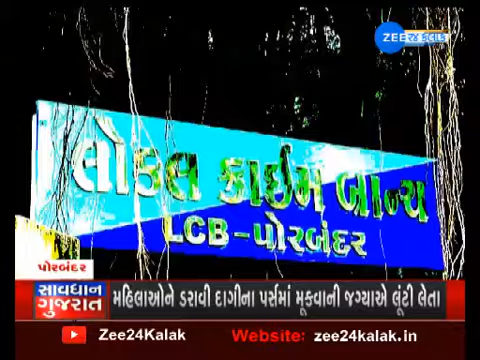 ZEE ૨૪ કલાક
લોકલ ક્રાઈમ બ્રાન્ચ
LCB-પોરબંદર
પોરબંદર
સાવધાન
ગુજરાત
મહિલાઓને ડરાવી દાગીના પર્સમાં મૂકવાની જગ્યાએ લૂંટી લેતા
Zee24Kalak
Website: zee24kalak.in